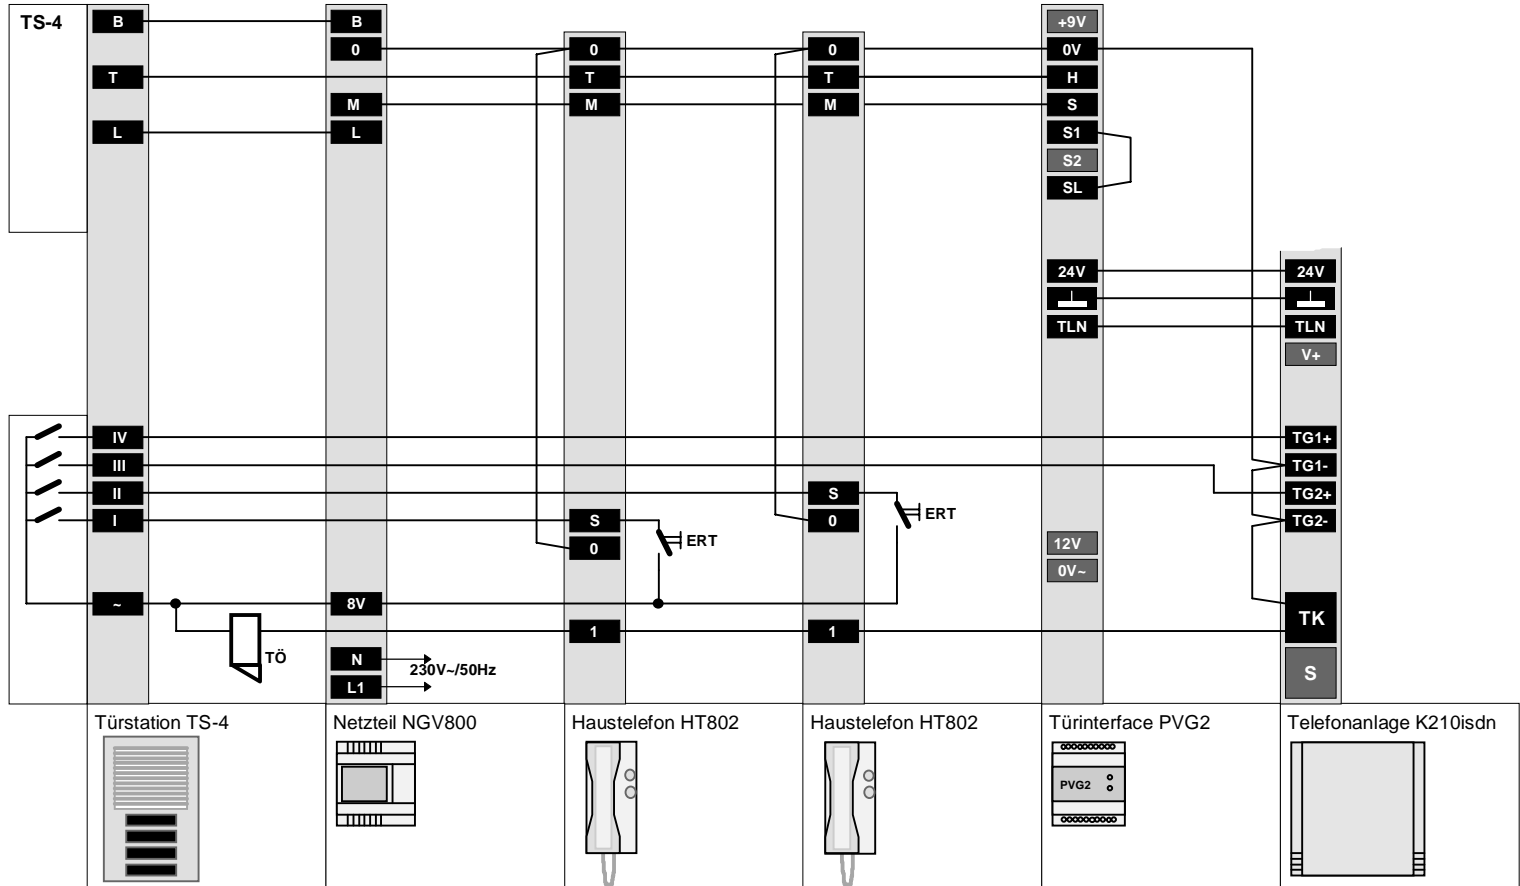 TS-4 B B +9V
0 0 0 0V
T T T H
M M M S
L L S1
S2
SL
24V 24V
TLN TLN
V+
IV TG1+
III TG1-
II S TG2+
ERT
I S 0 TG2-
0 ERT 12V
0V~
~ 8V TK
1 1
TÖ N 230V~/50Hz S
L1
Türstation TS-4 Netzteil NGV800 Haustelefon HT802 Haustelefon HT802 Türinterface PVG2 Telefonanlage K210isdn
PVG2